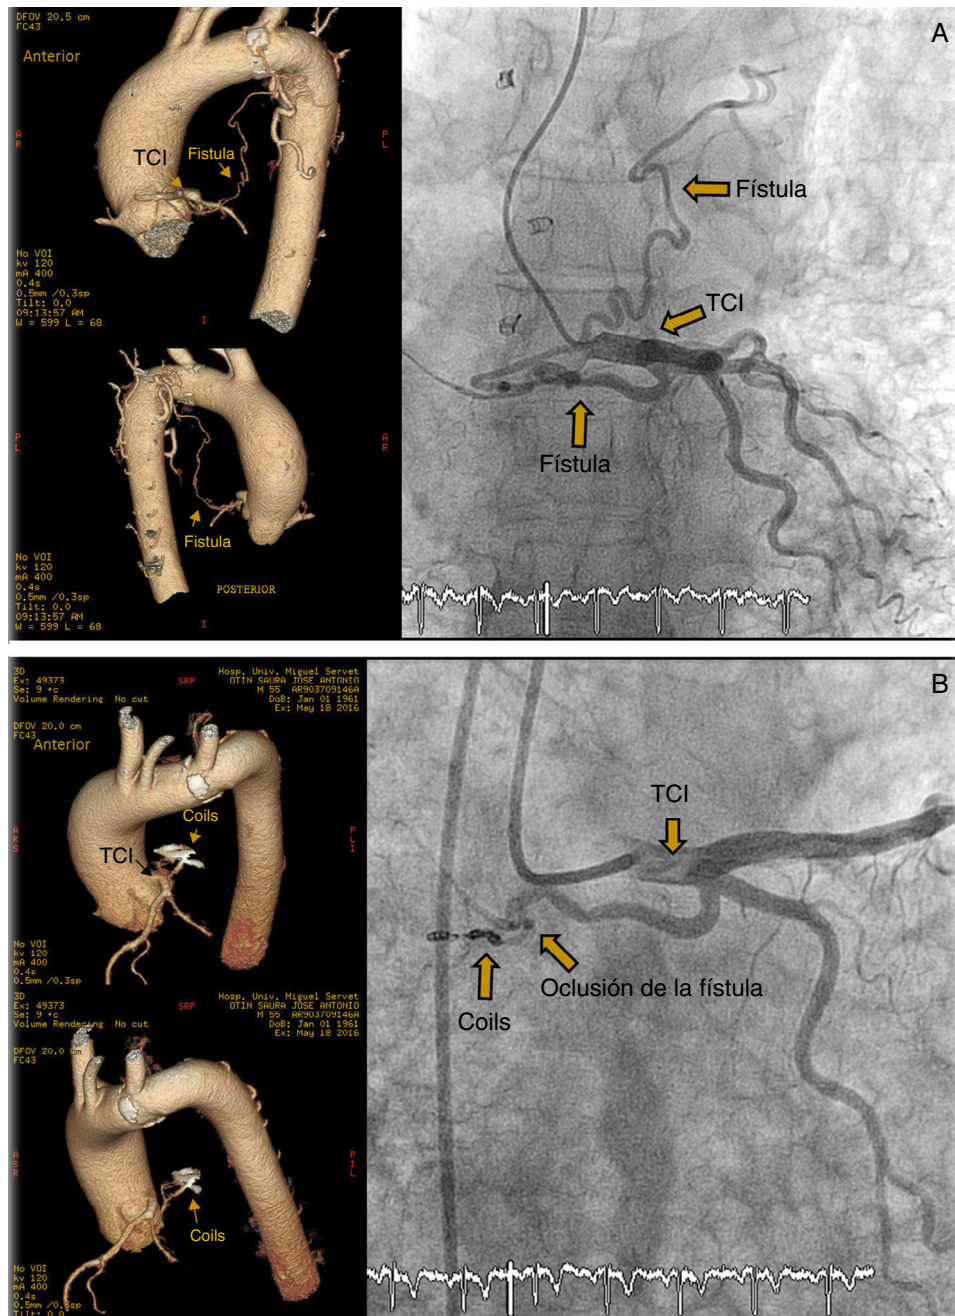 DFOV 20.5 cm
FC43
Anterior
TCI
Fistula
A
R
P
L
No VOI
kv 120
mA 400
0.4s
0.5mm /0.3sp
Tilt: 0.0
09:13:57 AM
W = 599 L = 68
I
P
L
A
R
Fistula
No VOI
kv 120
mA 400
0.4s
0.5mm /0.3sp
Tilt: 0.0
09:13:57 AM
W = 599 L = 68
POSTERIOR
I
A
Fístula
TCI
Fístula
3D
Ex: 49373
Se: 9 +c
Volume Rendering No cut
SRP
Hosp. Univ. Miguel Servet
OTIN SAURA JOSE ANTONIO
M 55 AR903709146A
DoB: Jan 01 1961
Ex: May 18 2016
DFOV 20.0 cm
FC43
Anterior
Coils
TCI
A
R
S
P
L
I
No VOI
kv 120
mA 400
0.4s
0.5mm /0.3sp
3D
Ex: 49373
Se: 9 +c
Volume Rendering No cut
SRP
Hosp. Univ. Miguel Servet
OTIN SAURA JOSE ANTONIO
M 55 AR903709146A
DoB: Jan 01 1961
Ex: May 18 2016
DFOV 20.0 cm
FC43
A
S
R
P
I
L
Coils
No VOI
kv 120
mA 400
0.4s
0.5mm /0.3sp
Tilt: 0.0
B
TCI
Oclusión de la fístula
Coils